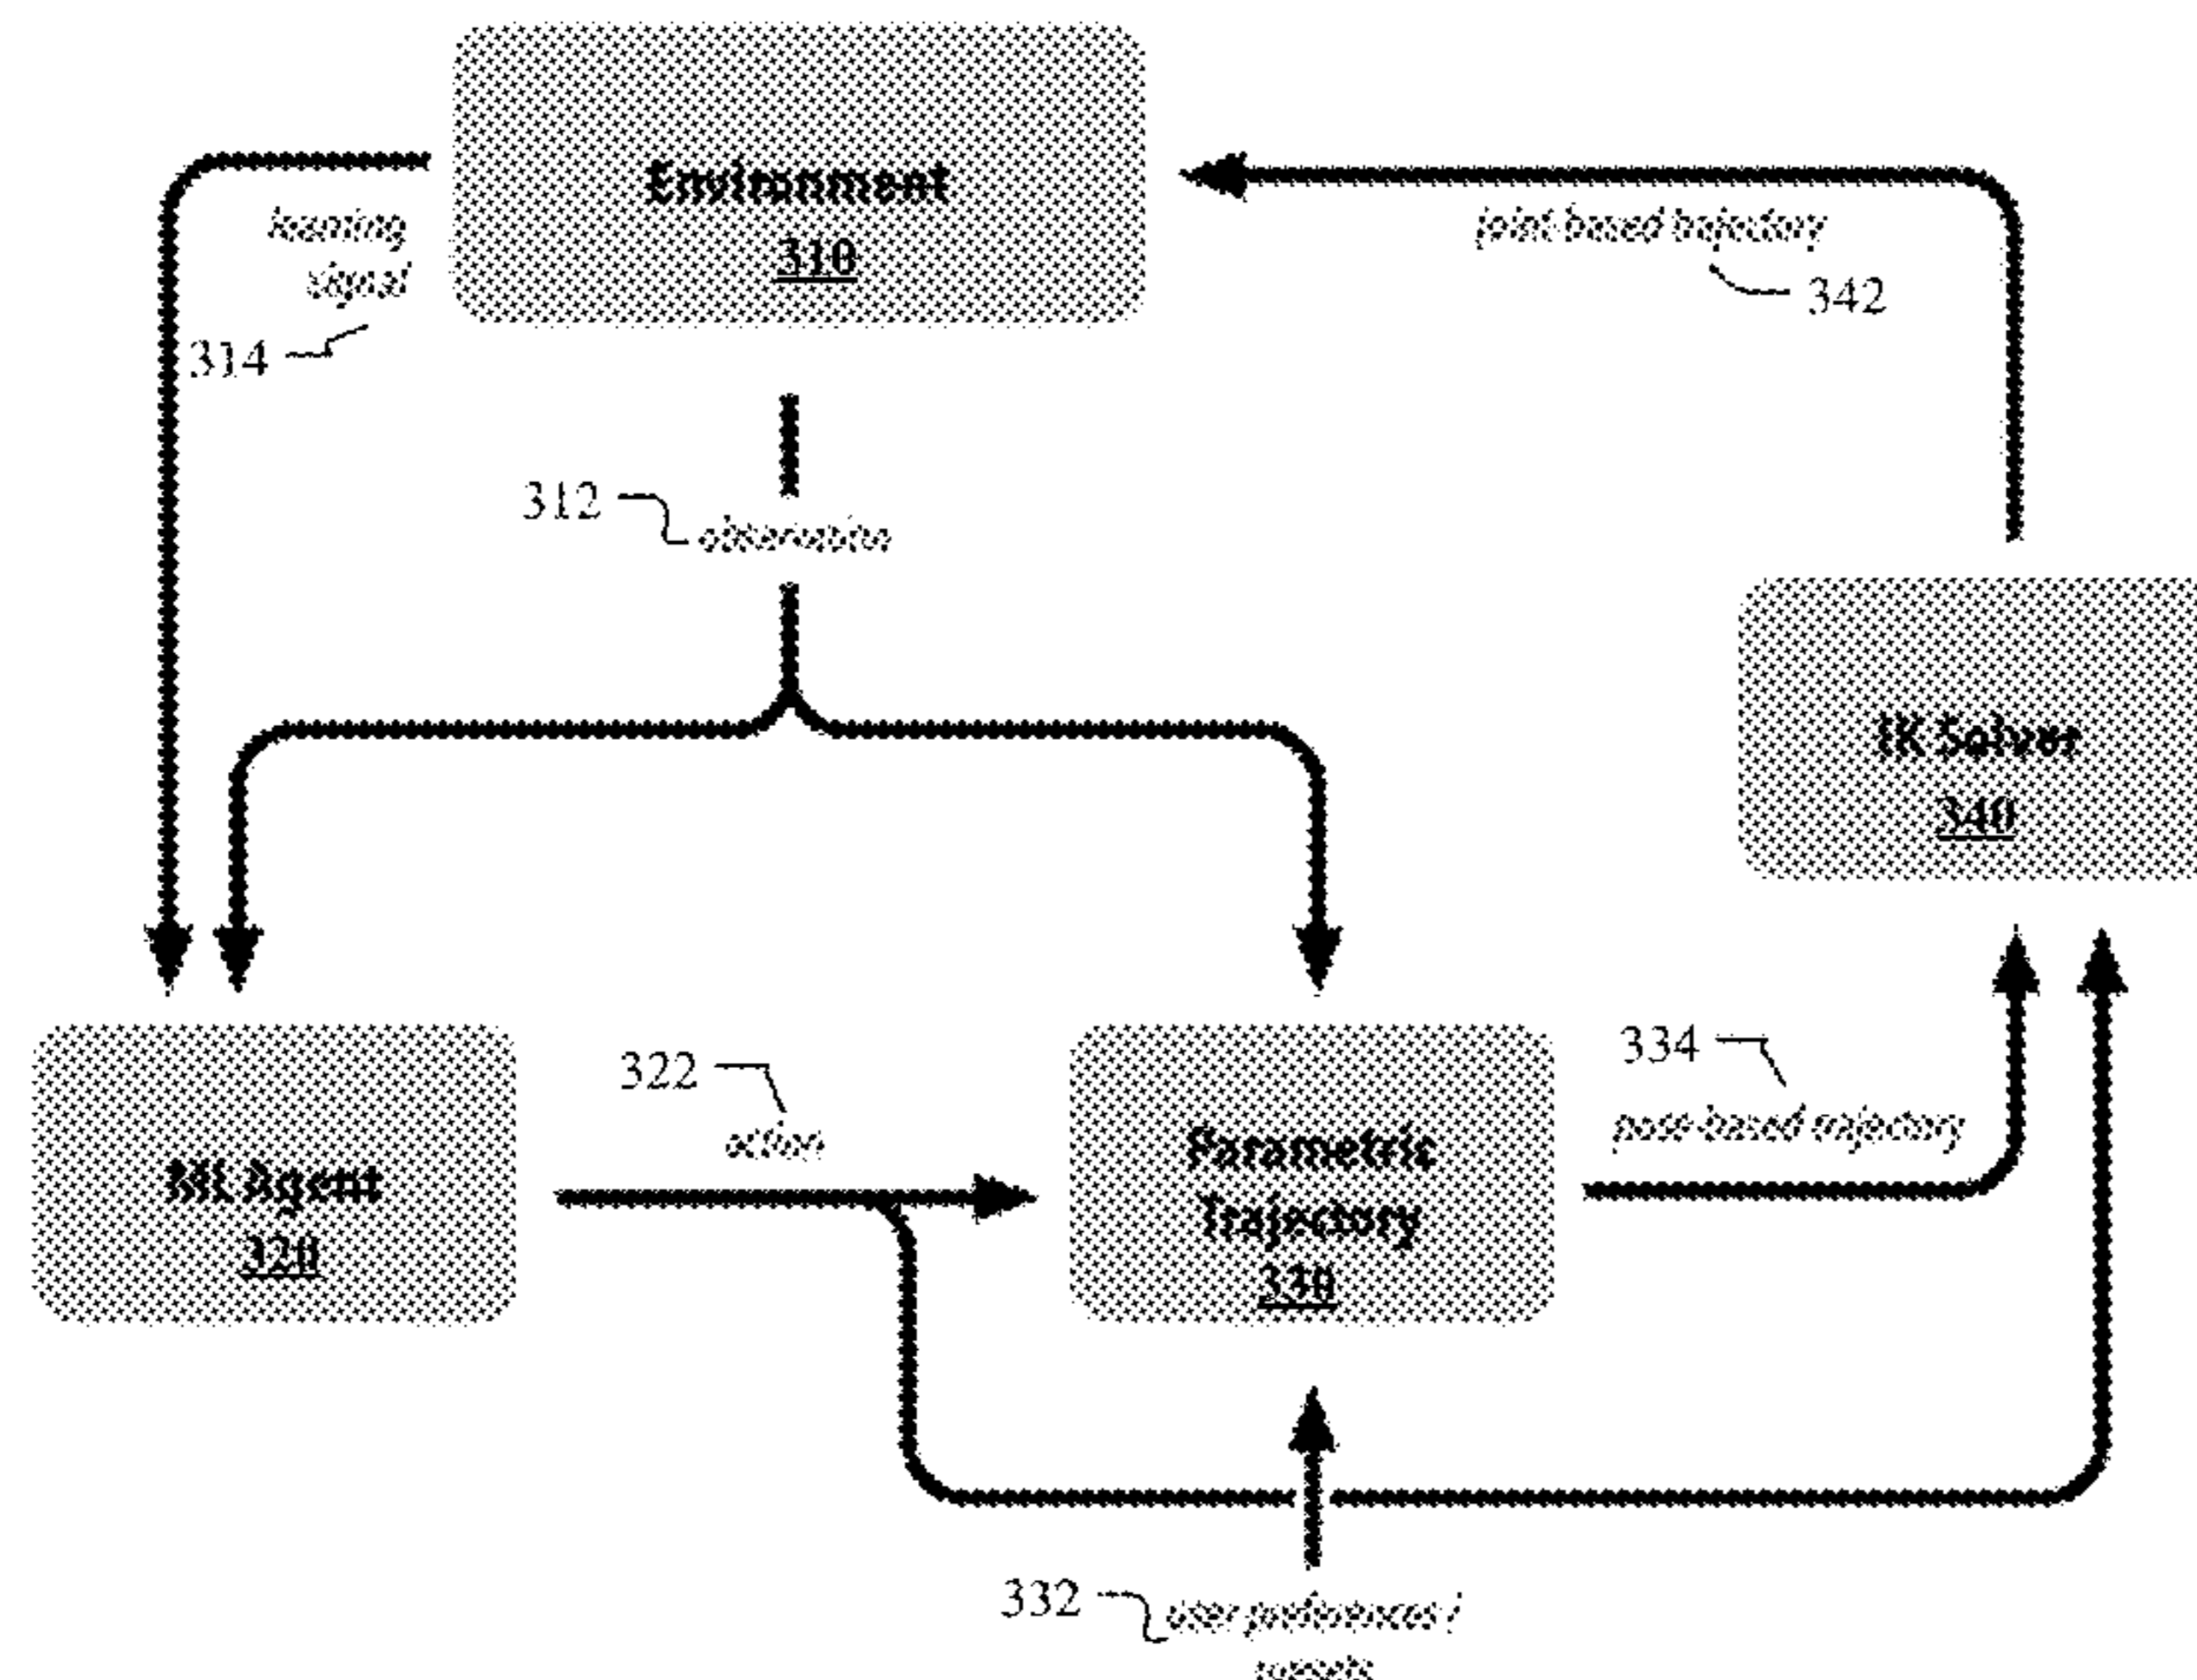 Environment
310
learning
signal
314
joint-based trajectory
342
312
observation
IK Solver
340
ML Agent
320
322
action
Parametric
Trajectory
330
334
pose-based trajectory
332
user preferences /
targets